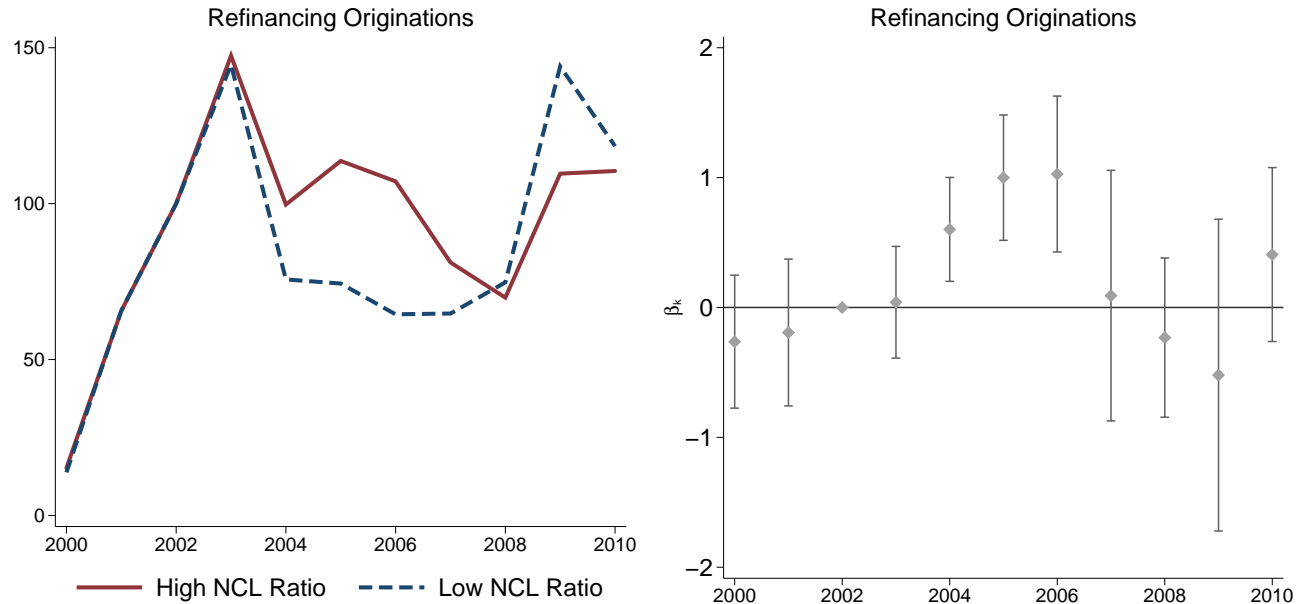 Refinancing Originations
150
100
50
0
2000 2002 2004 2006 2008 2010
High NCL Ratio Low NCL Ratio
Refinancing Originations
2
1
0
−1
−2
βₖ
2000 2002 2004 2006 2008 2010